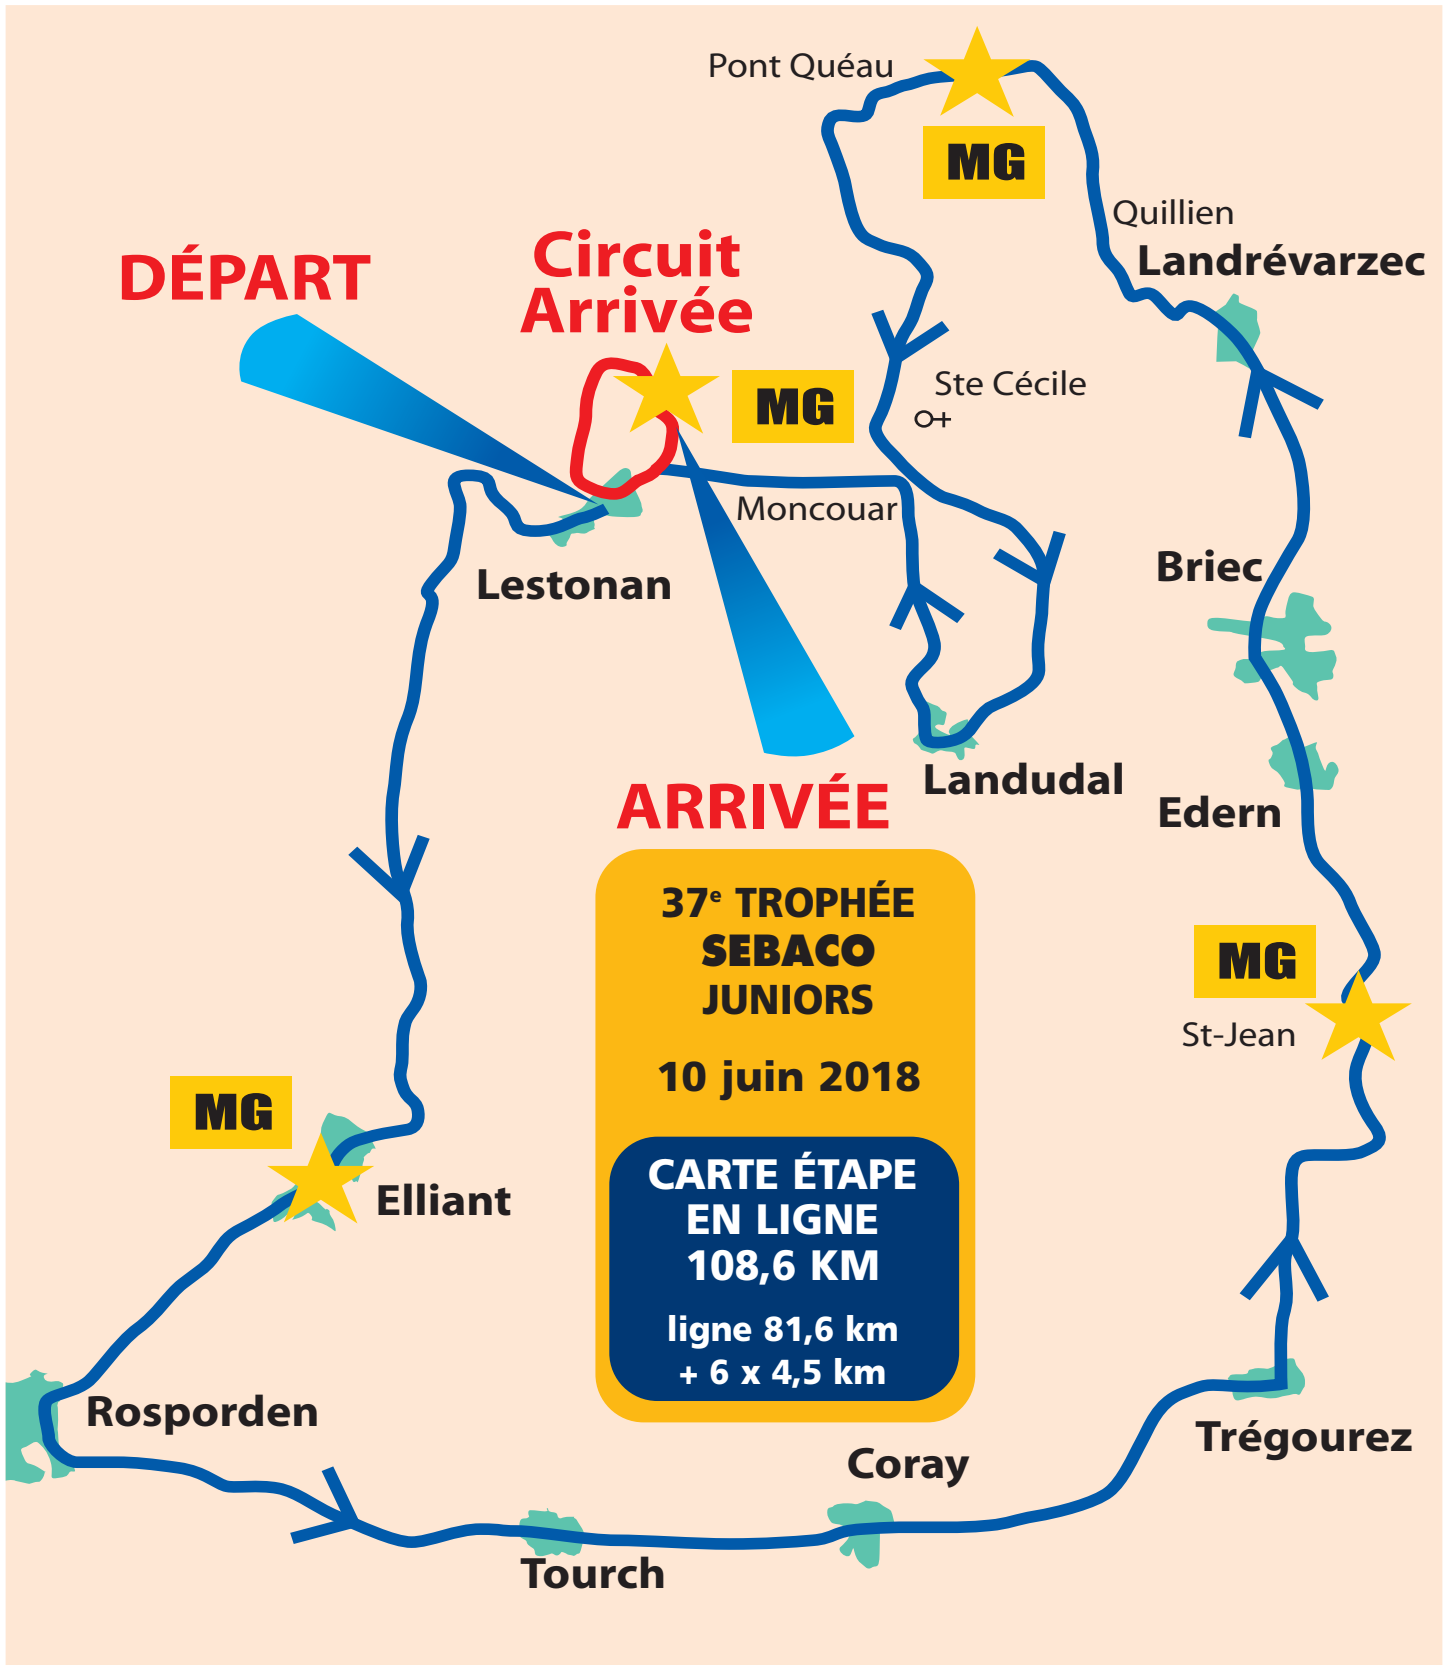 Pont Quéau
MG
Quillien
Landrévarzec
DÉPART
Circuit
Arrivée
MG
Ste Cécile
Moncouar
Lestonan
Briec
Landudal
Edern
ARRIVÉE
37e TROPHÉE
SEBACO
JUNIORS
10 juin 2018
CARTE ÉTAPE
EN LIGNE
108,6 KM
ligne 81,6 km
+ 6 x 4,5 km
MG
St-Jean
MG
Elliant
Rosporden
Trégourez
Coray
Tourch